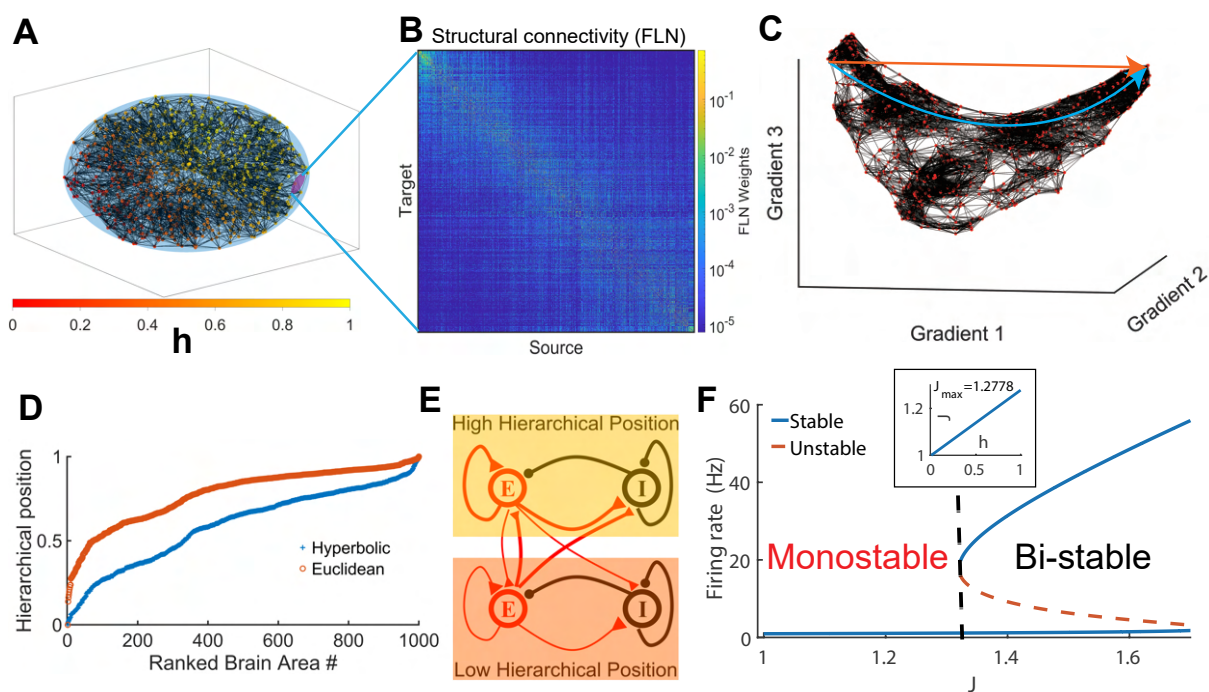 A
0
0.2
0.4
0.6
0.8
1
h
B
Structural connectivity (FLN)
Target
Source
10-1
10-2
10-3
10-4
10-5
FLN Weights
C
Gradient 3
Gradient 1
Gradient 2
D
Hierarchical position
1
0.5
0
0
200
400
600
800
1000
Hyperbolic
Euclidean
Ranked Brain Area #
E
High Hierarchical Position
E
I
E
I
Low Hierarchical Position
F
Firing rate (Hz)
60
40
20
0
Stable
Unstable
Jmax=1.2778
1.2
J
1
h
0
0.5
1
Monostable
Bi-stable
1
1.2
1.4
1.6
J